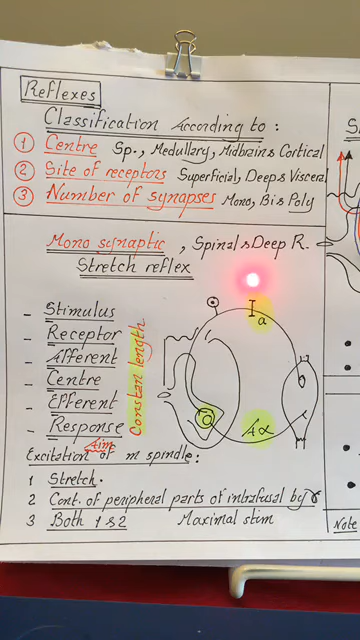 Reflexes
Classification According to:
① Centre Sp., Medullary, Midbrain & Cortical
② Site of receptors Superficial, Deep & Visceral
③ Number of synapses Mono, Bi & Poly
Mono synaptic, Spinal & Deep R.
Stretch reflex
- Stimulus
- Receptor
- Afferent
- Centre
- Efferent
- Response
Aim
Constan length
Ia
Aα
Excitation of m spindle:
1 Stretch.
2 Cont. of peripheral parts of intrafusal by γ
3 Both 1 & 2 Maximal stim
Note